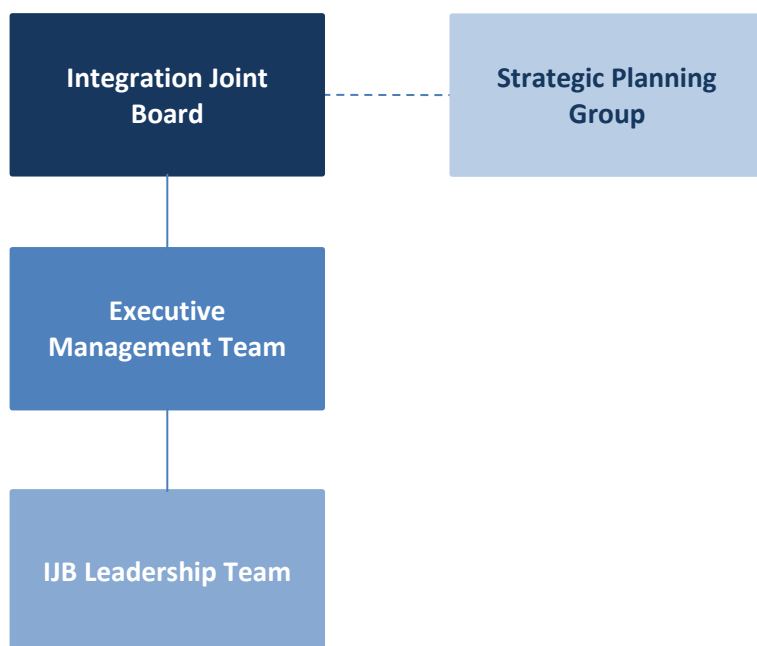 Integration Joint
Board
Strategic Planning
Group
Executive
Management Team
IJB Leadership Team